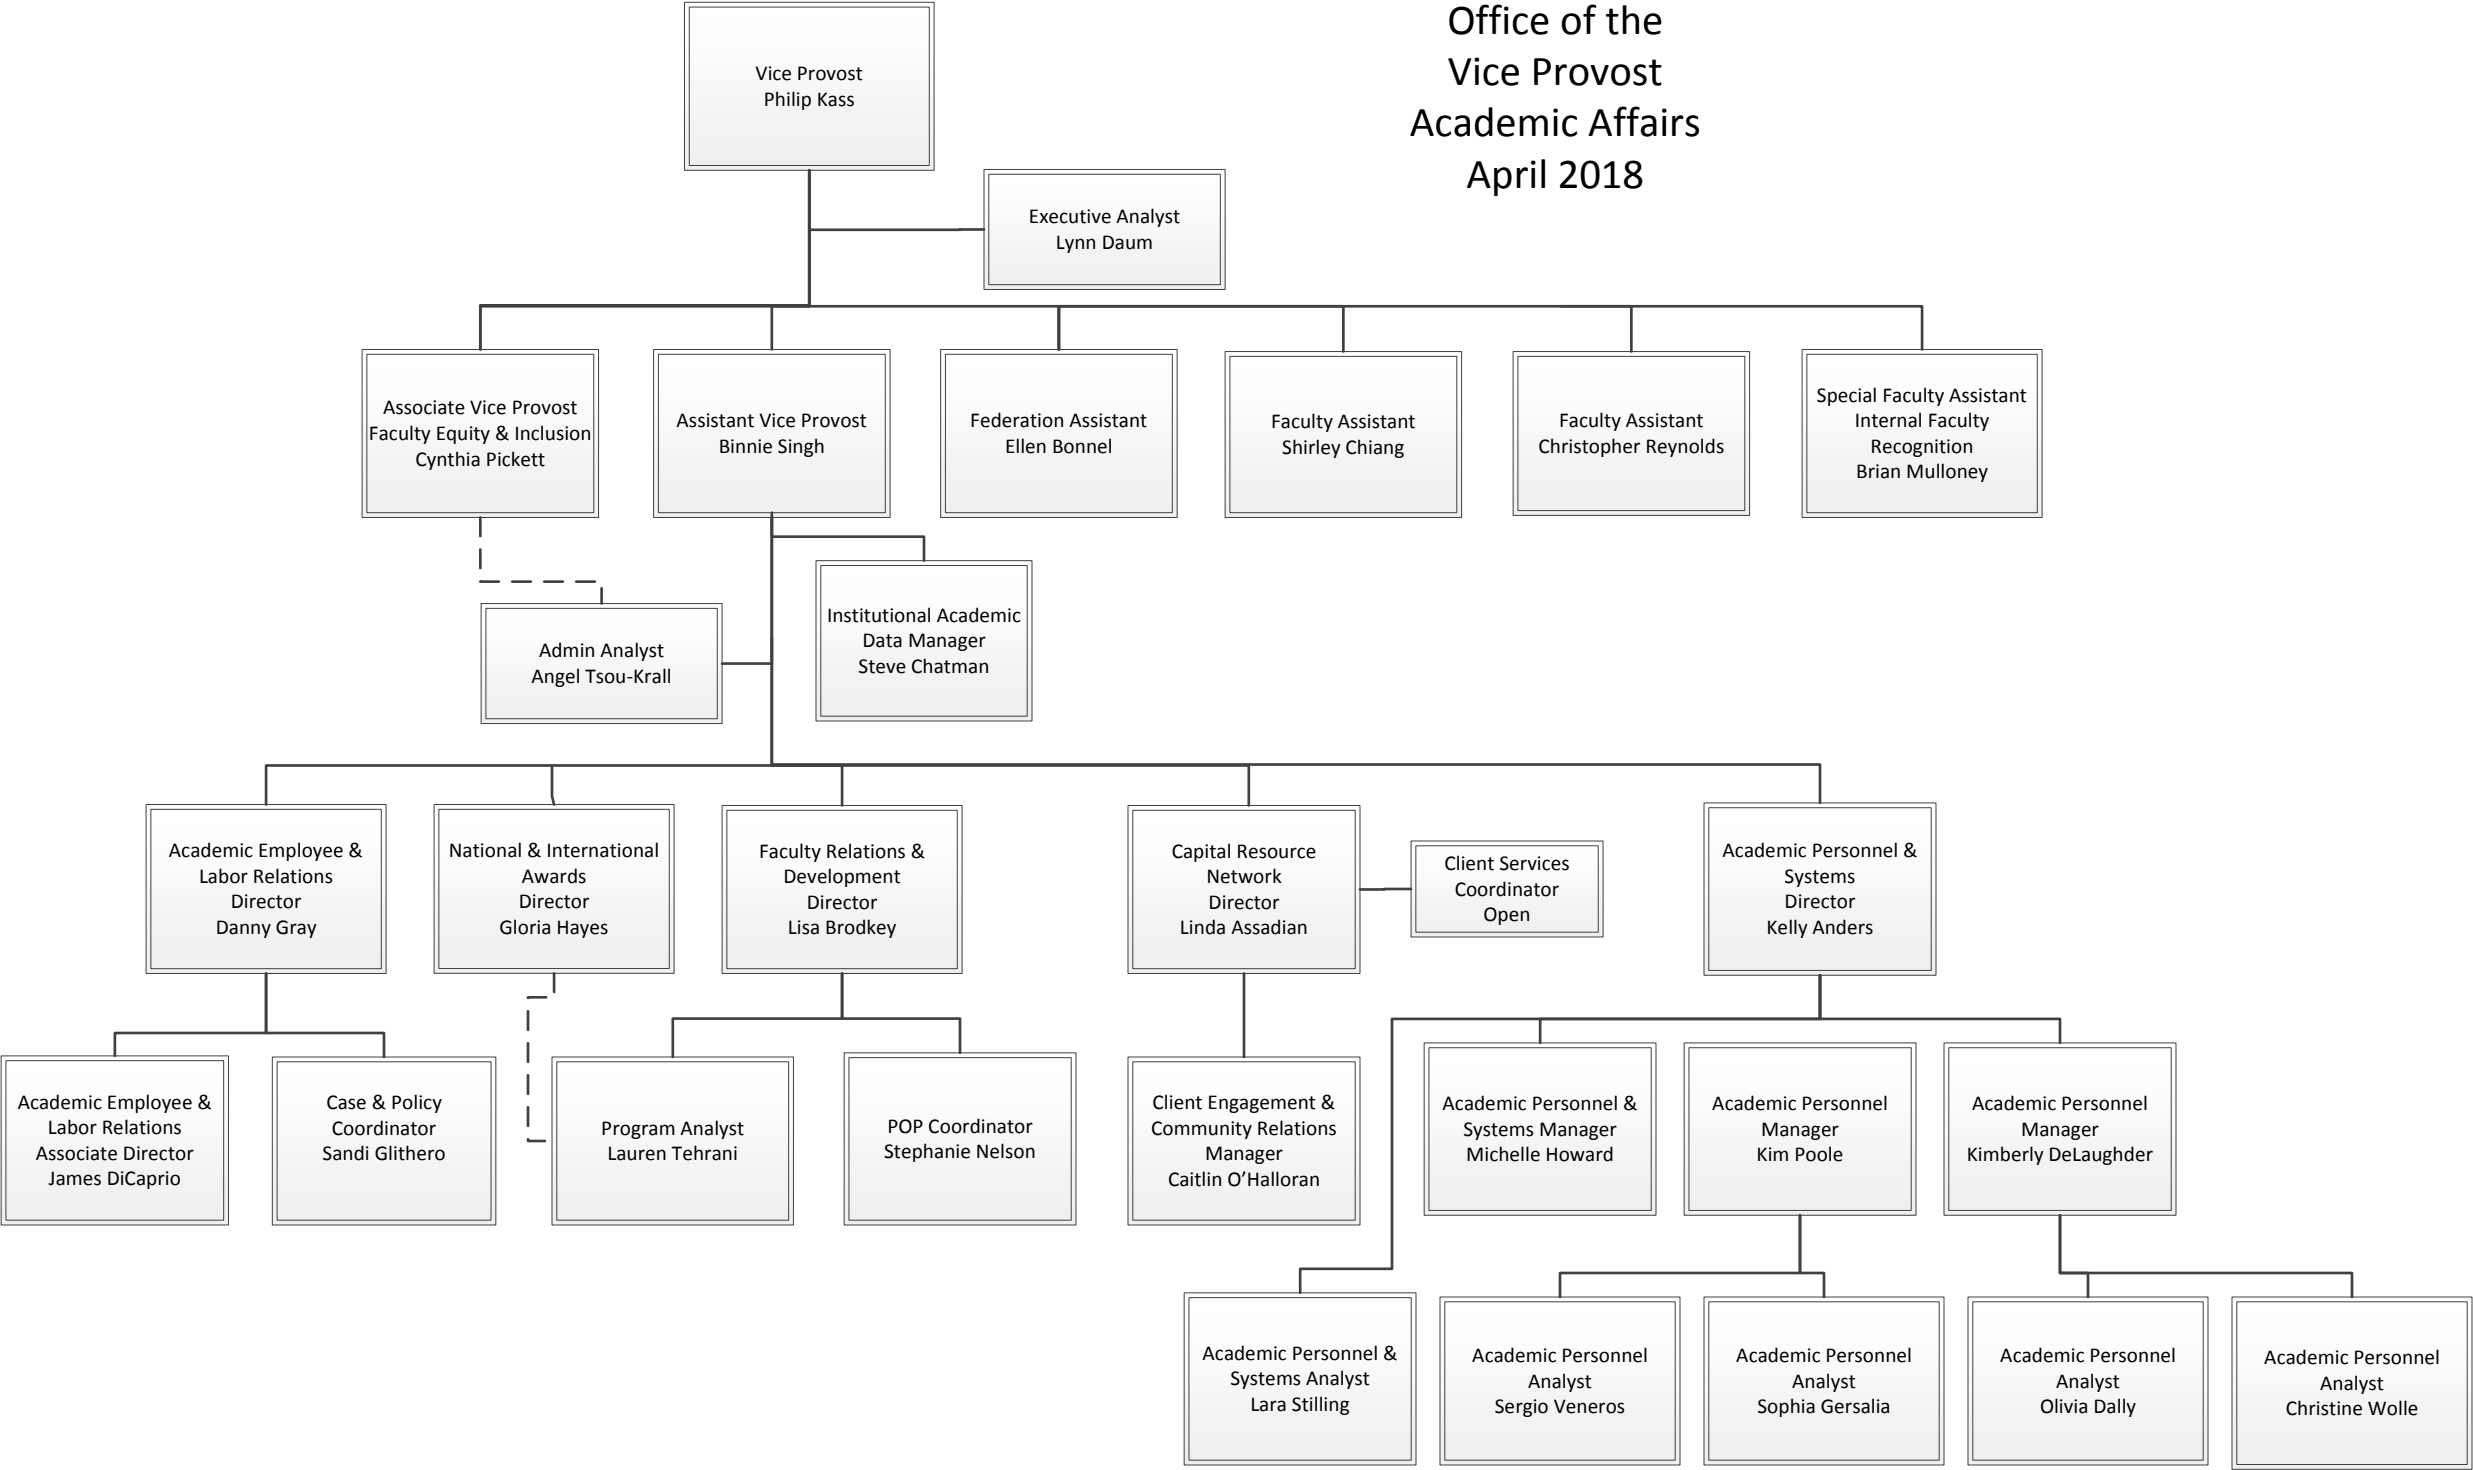 Office of the
Vice Provost
Academic Affairs
April 2018
Vice Provost
Philip Kass
Executive Analyst
Lynn Daum
Associate Vice Provost
Faculty Equity & Inclusion
Cynthia Pickett
Assistant Vice Provost
Binnie Singh
Federation Assistant
Ellen Bonnel
Faculty Assistant
Shirley Chiang
Faculty Assistant
Christopher Reynolds
Special Faculty Assistant
Internal Faculty
Recognition
Brian Mulloney
Institutional Academic
Data Manager
Steve Chatman
Admin Analyst
Angel Tsou-Krall
Academic Employee &
Labor Relations
Director
Danny Gray
National & International
Awards
Director
Gloria Hayes
Faculty Relations &
Development
Director
Lisa Brodkey
Capital Resource
Network
Director
Linda Assadian
Client Services
Coordinator
Open
Academic Personnel &
Systems
Director
Kelly Anders
Academic Employee &
Labor Relations
Associate Director
James DiCaprio
Case & Policy
Coordinator
Sandi Glithero
Program Analyst
Lauren Tehrani
POP Coordinator
Stephanie Nelson
Client Engagement &
Community Relations
Manager
Caitlin O’Halloran
Academic Personnel &
Systems Manager
Michelle Howard
Academic Personnel
Manager
Kim Poole
Academic Personnel
Manager
Kimberly DeLaughder
Academic Personnel &
Systems Analyst
Lara Stilling
Academic Personnel
Analyst
Sergio Veneros
Academic Personnel
Analyst
Sophia Gersalia
Academic Personnel
Analyst
Olivia Dally
Academic Personnel
Analyst
Christine Wolle